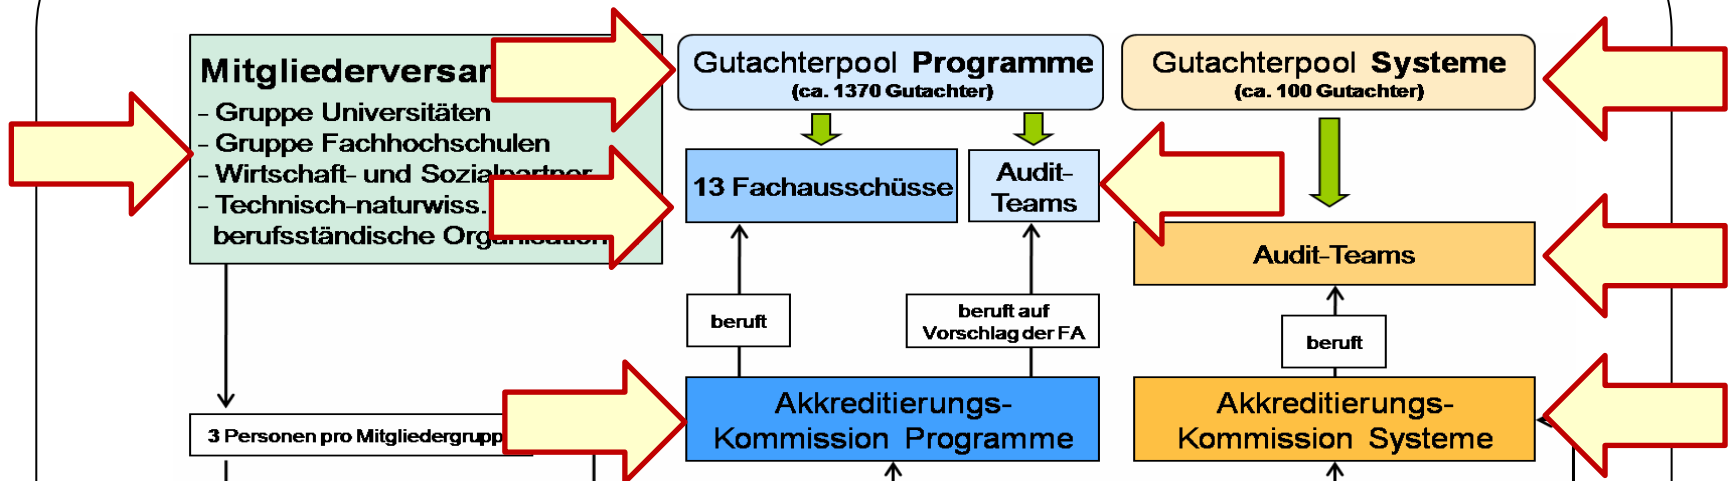 Mitgliederversar
- Gruppe Universitäten
- Gruppe Fachhochschulen
- Wirtschaft- und Sozialpartner
- Technisch-naturwiss.
berufsständische Organisation
Gutachterpool Programme
(ca. 1370 Gutachter)
Gutachterpool Systeme
(ca. 100 Gutachter)
13 Fachausschüsse
Audit-
Teams
Audit-Teams
beruft
beruft auf
Vorschlag der FA
beruft
3 Personen pro Mitgliedergrupp
Akkreditierungs-
Kommission Programme
Akkreditierungs-
Kommission Systeme